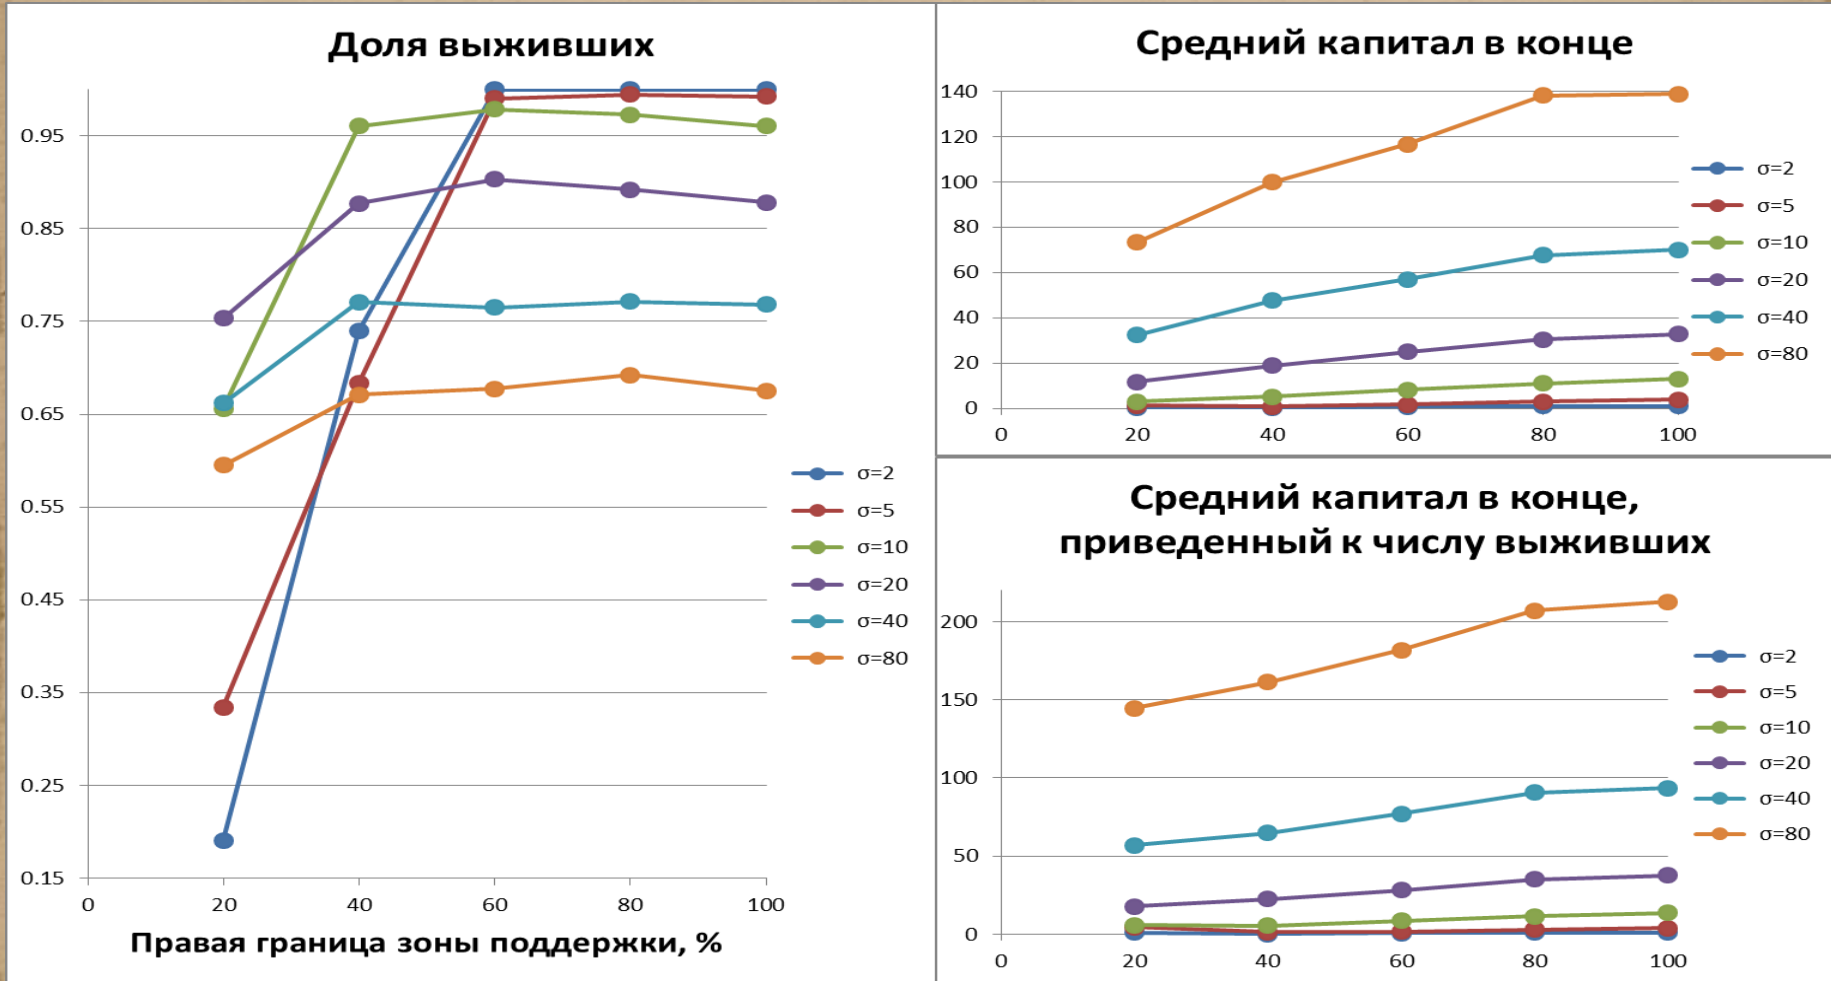 Доля выживших
0.95
0.85
0.75
0.65
0.55
0.45
0.35
0.25
0.15
0 20 40 60 80 100
Правая граница зоны поддержки, %
σ=2
σ=5
σ=10
σ=20
σ=40
σ=80
Средний капитал в конце
140
120
100
80
60
40
20
0
0 20 40 60 80 100
σ=2
σ=5
σ=10
σ=20
σ=40
σ=80
Средний капитал в конце,
приведенный к числу выживших
200
150
100
50
0
0 20 40 60 80 100
σ=2
σ=5
σ=10
σ=20
σ=40
σ=80